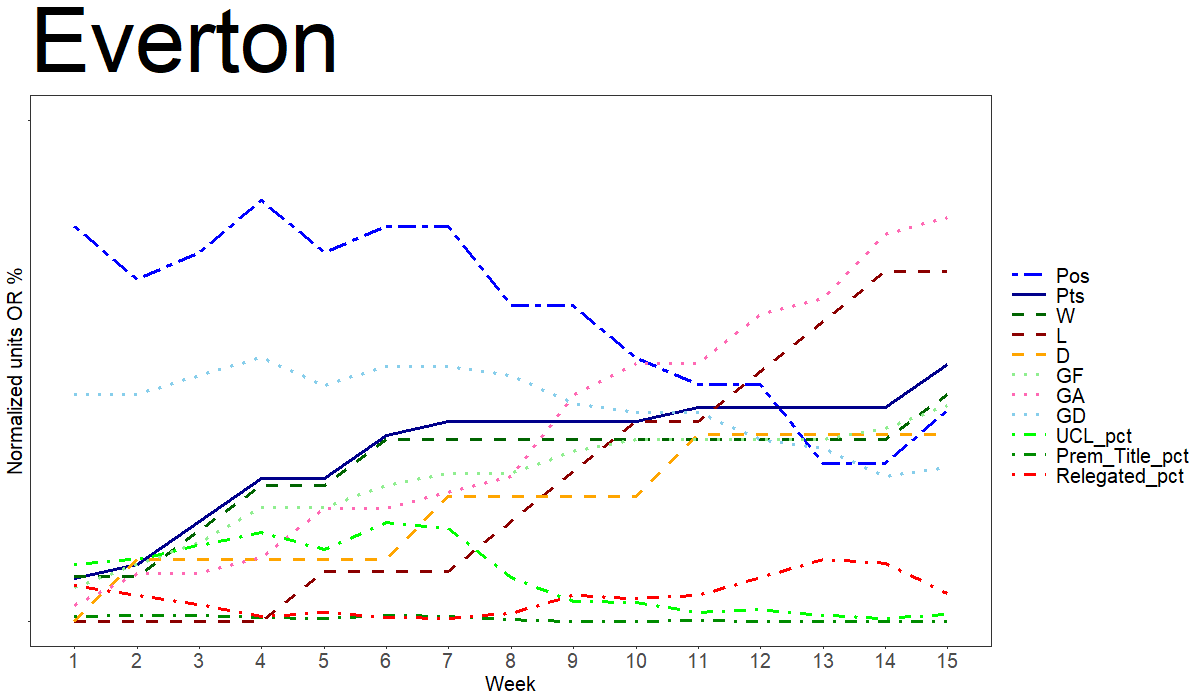 Everton
Normalized units OR %
Pos
Pts
W
L
D
GF
GA
GD
UCL_pct
Prem_Title_pct
Relegated_pct
1 2 3 4 5 6 7 8 9 10 11 12 13 14 15
Week